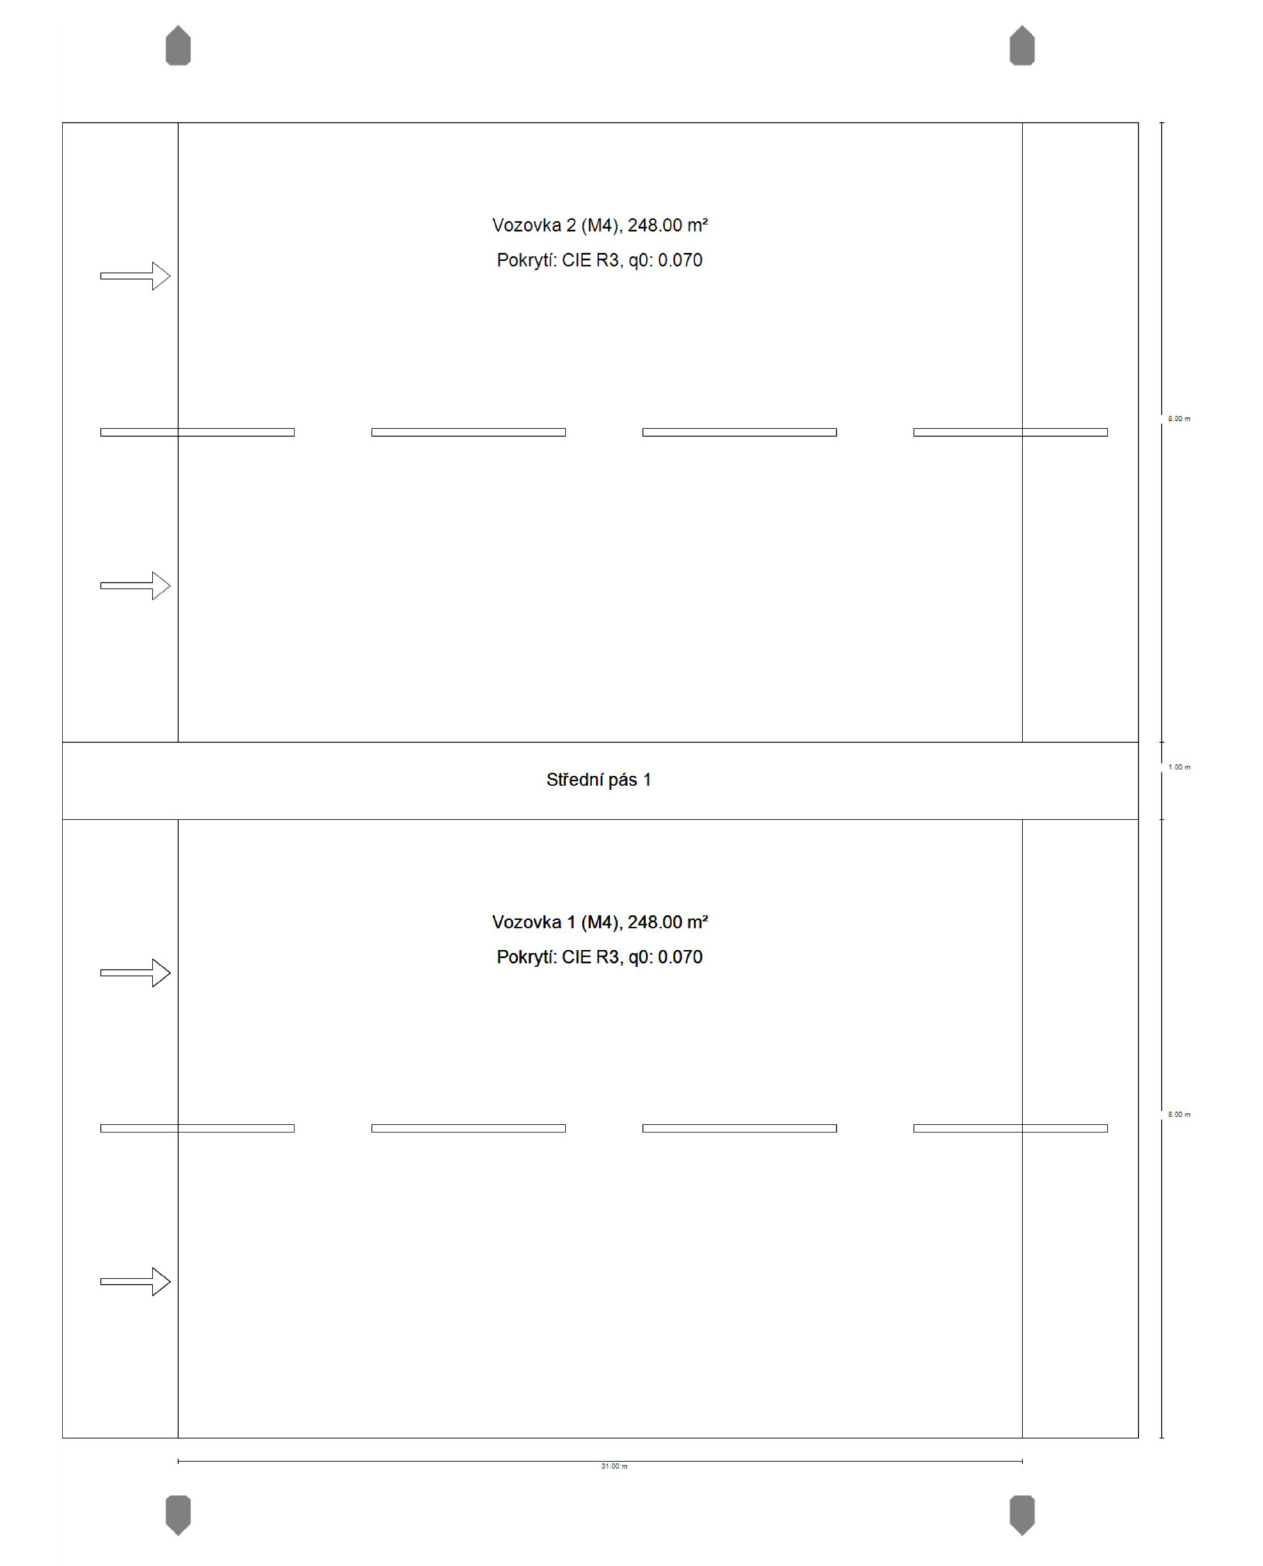 Vozovka 2 (M4), 248.00 m²
Pokrytí: CIE R3, q0: 0.070
8.00 m
1.00 m
Střední pás 1
Vozovka 1 (M4), 248.00 m²
Pokrytí: CIE R3, q0: 0.070
8.00 m
31.00 m